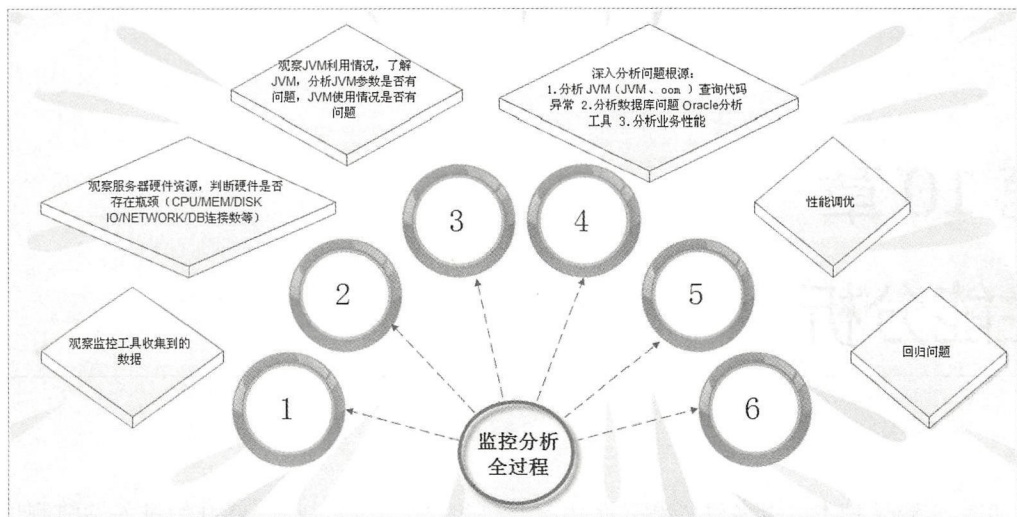 观察JVM利用情况，了解
JVM，分析JVM参数是否有
问题，JVM使用情况是否有
问题
深入分析问题根源：
1.分析 JVM（JVM、oom ）查询代码
异常 2.分析数据库问题 Oracle分析
工具 3.分析业务性能
观察服务器硬件资源，判断硬件是否
存在瓶颈（CPU/MEM/DISK
IO/NETWORK/DB连接数等）
性能调优
3
4
2
5
观察监控工具收集到的
数据
回归问题
1
6
监控分析
全过程